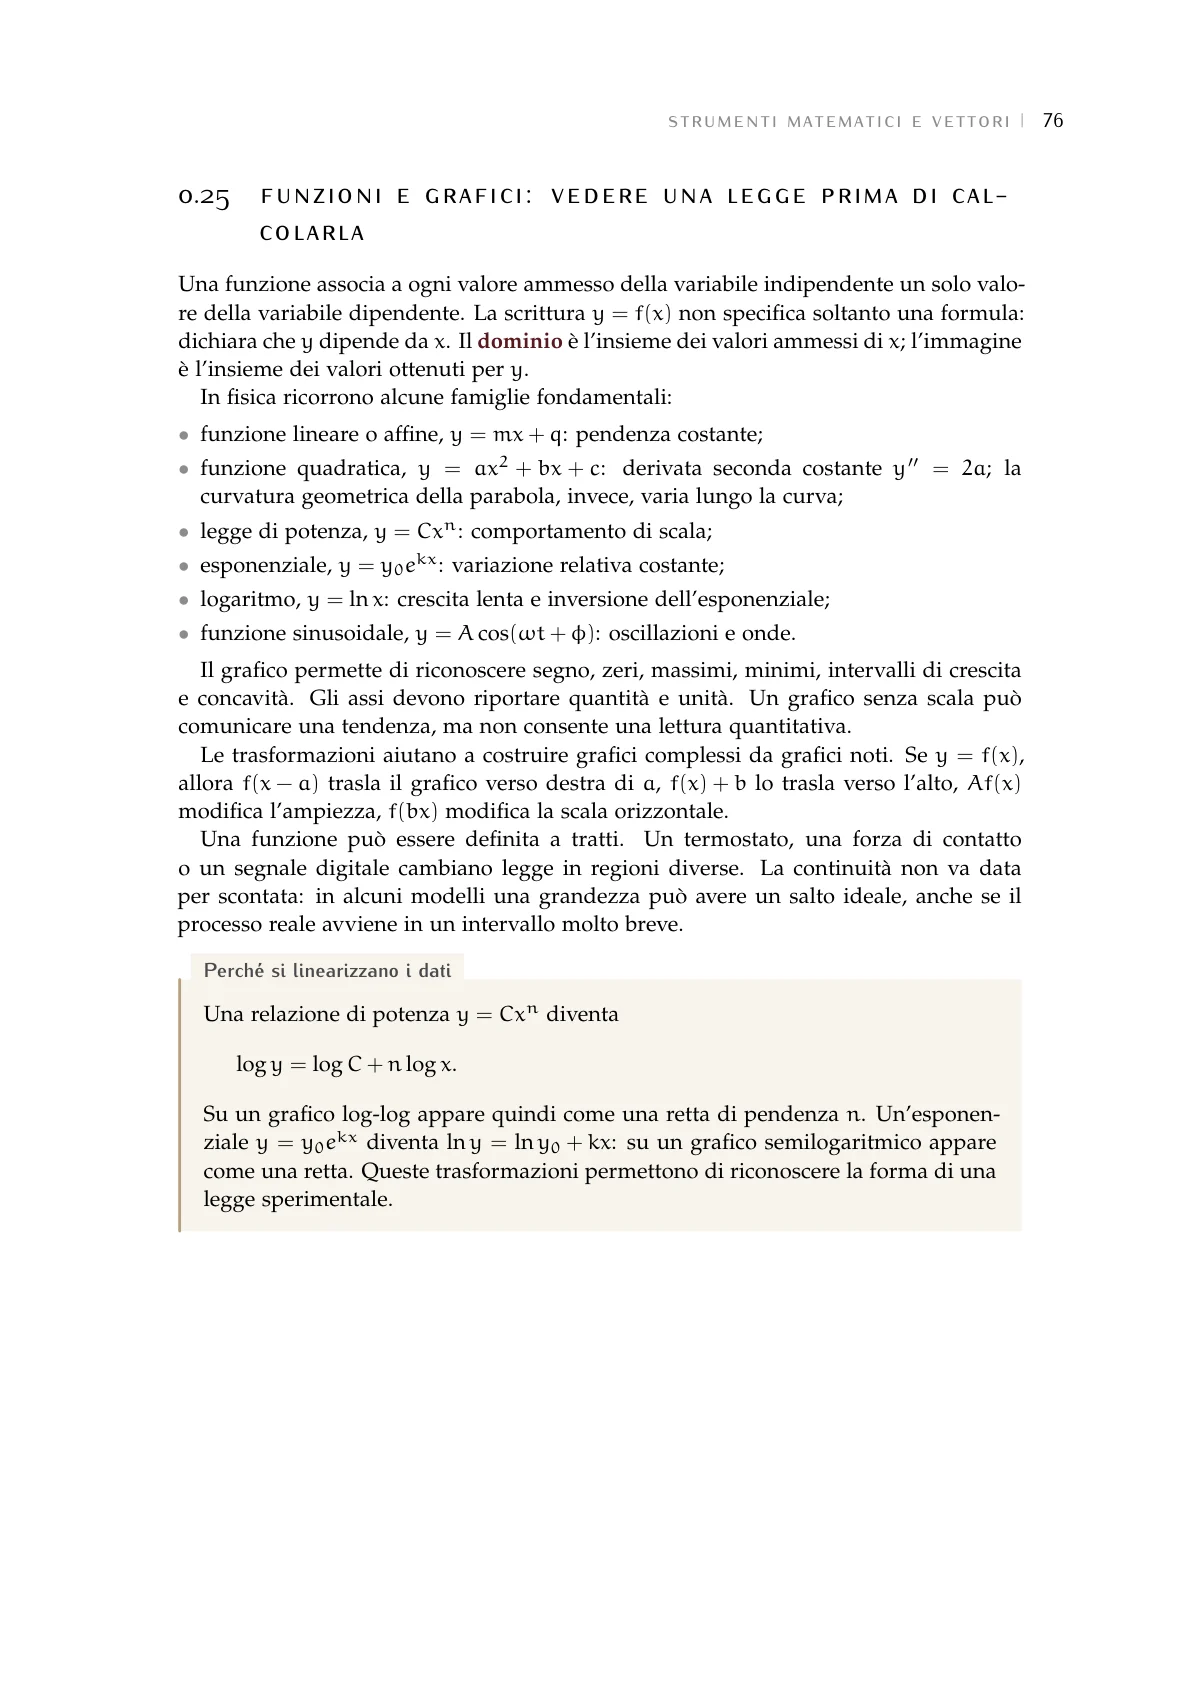 STRUMENTI MATEMATICI E VETTORI | 76
0.25 FUNZIONI E GRAFICI: VEDERE UNA LEGGE PRIMA DI CAL-
COLARLA
Una funzione associa a ogni valore ammesso della variabile indipendente un solo valo-
re della variabile dipendente. La scrittura y = f(x) non specifica soltanto una formula:
dichiara che y dipende da x. Il dominio è l'insieme dei valori ammessi di x; l'immagine
è l'insieme dei valori ottenuti per y.
In fisica ricorrono alcune famiglie fondamentali:
• funzione lineare o affine, y = mx + q: pendenza costante;
• funzione quadratica, y = ax² + bx + c: derivata seconda costante y″ = 2a; la
curvatura geometrica della parabola, invece, varia lungo la curva;
• legge di potenza, y = Cxⁿ: comportamento di scala;
• esponenziale, y = y₀eᵏˣ: variazione relativa costante;
• logaritmo, y = ln x: crescita lenta e inversione dell'esponenziale;
• funzione sinusoidale, y = A cos(ωt + ϕ): oscillazioni e onde.
Il grafico permette di riconoscere segno, zeri, massimi, minimi, intervalli di crescita
e concavità. Gli assi devono riportare quantità e unità. Un grafico senza scala può
comunicare una tendenza, ma non consente una lettura quantitativa.
Le trasformazioni aiutano a costruire grafici complessi da grafici noti. Se y = f(x),
allora f(x − a) trasla il grafico verso destra di a, f(x) + b lo trasla verso l'alto, Af(x)
modifica l'ampiezza, f(bx) modifica la scala orizzontale.
Una funzione può essere definita a tratti. Un termostato, una forza di contatto
o un segnale digitale cambiano legge in regioni diverse. La continuità non va data
per scontata: in alcuni modelli una grandezza può avere un salto ideale, anche se il
processo reale avviene in un intervallo molto breve.
Perché si linearizzano i dati
Una relazione di potenza y = Cxⁿ diventa
log y = log C + n log x.
Su un grafico log-log appare quindi come una retta di pendenza n. Un'esponen-
ziale y = y₀eᵏˣ diventa ln y = ln y₀ + kx: su un grafico semilogaritmico appare
come una retta. Queste trasformazioni permettono di riconoscere la forma di una
legge sperimentale.